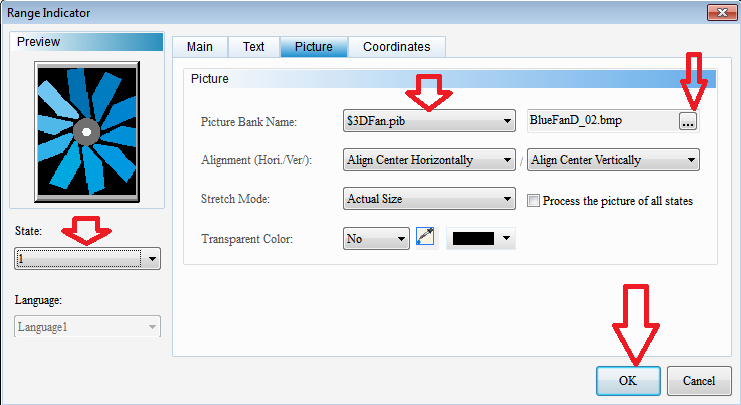 Range Indicator
Preview
Main Text Picture Coordinates
Picture
Picture Bank Name: $3DFan.pib BlueFanD_02.bmp ...
Alignment (Hori./Ver/): Align Center Horizontally / Align Center Vertically
Stretch Mode: Actual Size Process the picture of all states
Transparent Color: No
State:
1
Language:
Language1
OK Cancel